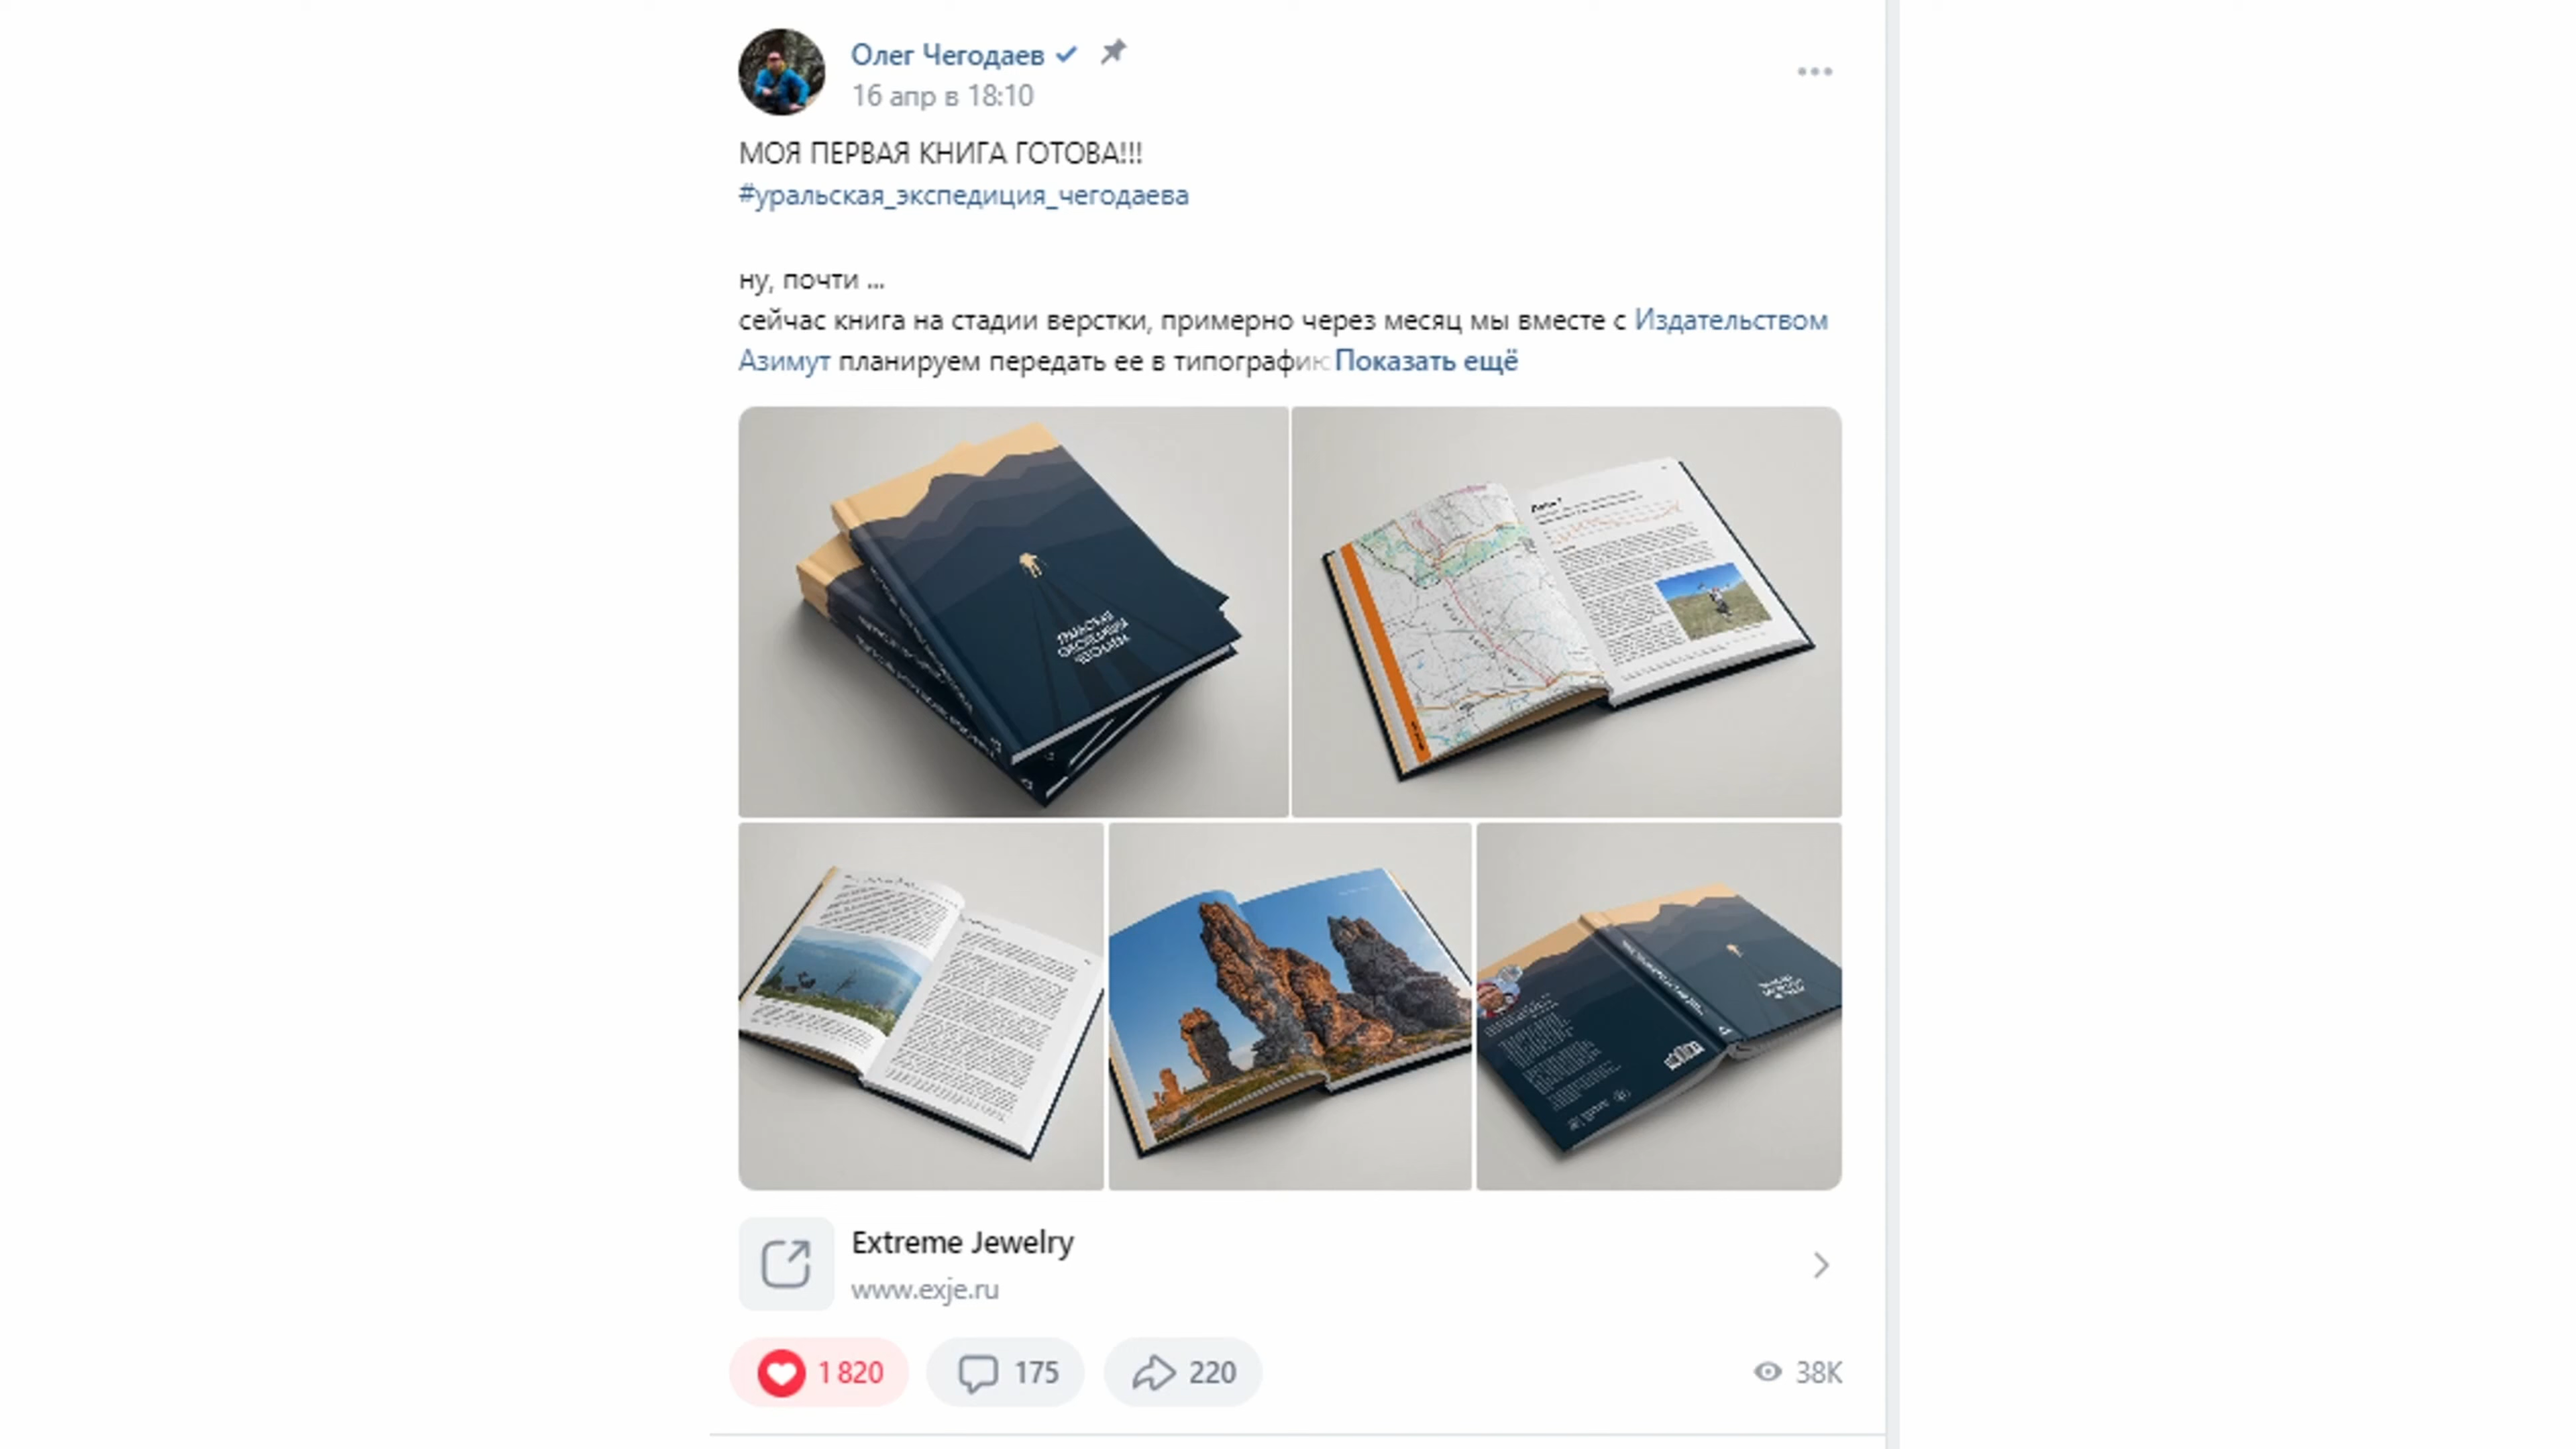 Олег Чегодаев
16 апр в 18:10
МОЯ ПЕРВАЯ КНИГА ГОТОВА!!!
#уральская_экспедиция_чегодаева
ну, почти ...
сейчас книга на стадии верстки, примерно через месяц мы вместе с Издательством
Азимут планируем передать ее в типографию Показать ещё
Extreme Jewelry
www.exje.ru
1 820
175
220
38K